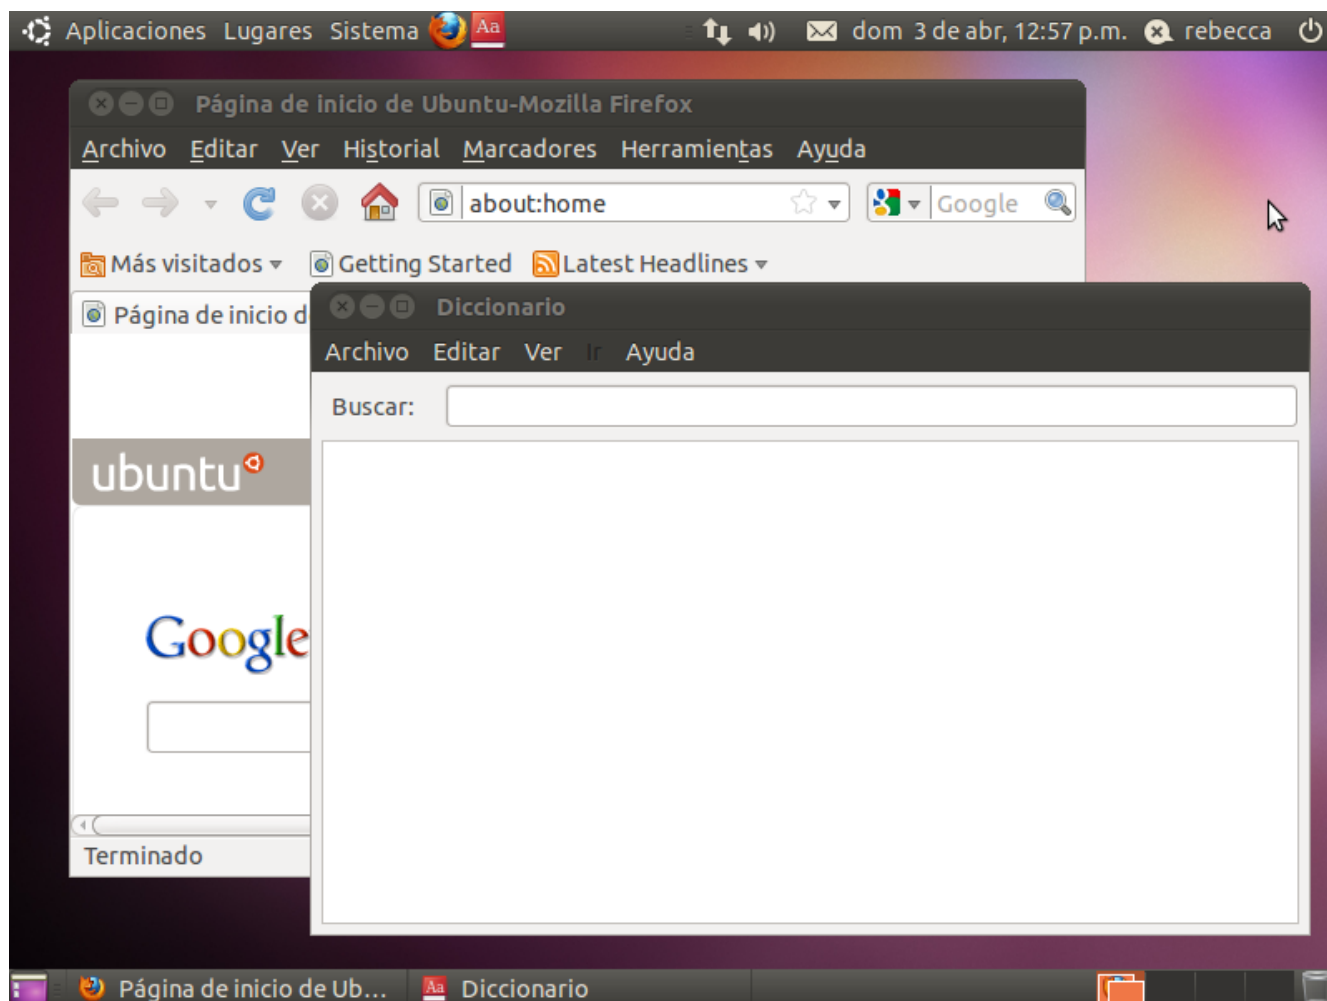 Aplicaciones Lugares Sistema Aa dom 3 de abr, 12:57 p.m. rebecca
Página de inicio de Ubuntu-Mozilla Firefox
Archivo Editar Ver Historial Marcadores Herramientas Ayuda
about:home Google
Más visitados Getting Started Latest Headlines
Página de inicio d
Diccionario
Archivo Editar Ver Ir Ayuda
Buscar:
ubuntu
Google
Terminado
Página de inicio de Ub... Aa Diccionario